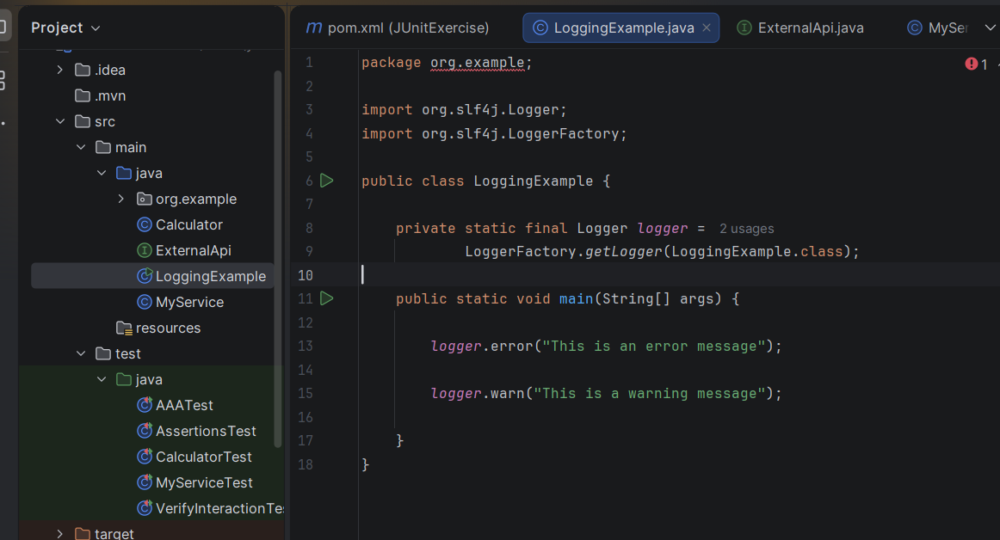 Project
pom.xml (JUnitExercise)
LoggingExample.java
ExternalApi.java
MySer
.idea
.mvn
src
main
java
org.example
Calculator
ExternalApi
LoggingExample
MyService
resources
test
java
AAATest
AssertionsTest
CalculatorTest
MyServiceTest
VerifyInteractionTes
target
1
1 package org.example;
2
3 import org.slf4j.Logger;
4 import org.slf4j.LoggerFactory;
5
6 public class LoggingExample {
7
8 private static final Logger logger = 2 usages
9 LoggerFactory.getLogger(LoggingExample.class);
10
11 public static void main(String[] args) {
12
13 logger.error("This is an error message");
14
15 logger.warn("This is a warning message");
16
17 }
18 }